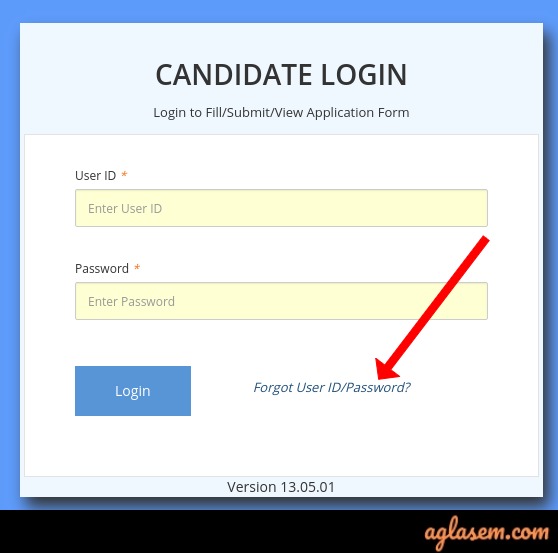 CANDIDATE LOGIN
Login to Fill/Submit/View Application Form
User ID *
Enter User ID
Password *
Enter Password
Login
Forgot User ID/Password?
Version 13.05.01
aglasem.com